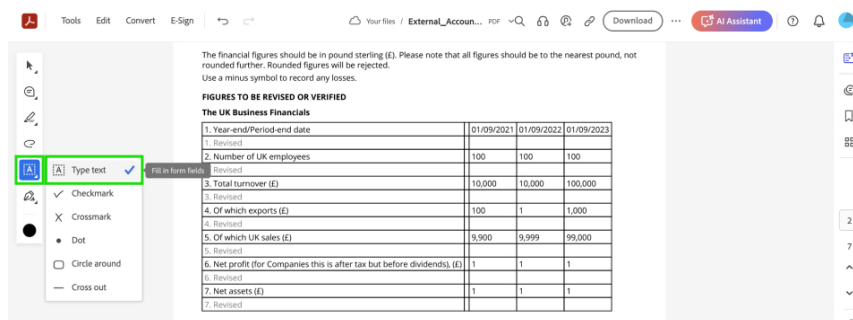 Tools Edit Convert E-Sign Your files / External_Accoun... PDF Download ... AI Assistant
The financial figures should be in pound sterling (£). Please note that all figures should be to the nearest pound, not
rounded further. Rounded figures will be rejected.
Use a minus symbol to record any losses.
FIGURES TO BE REVISED OR VERIFIED
The UK Business Financials
1. Year-end/Period-end date 01/09/2021 01/09/2022 01/09/2023
1. Revised
2. Number of UK employees 100 100 100
Revised
3. Total turnover (£) 10,000 10,000 100,000
3. Revised
4. Of which exports (£) 100 1 1,000
4. Revised
5. Of which UK sales (£) 9,900 9,999 99,000
5. Revised
6. Net profit (for Companies this is after tax but before dividends), (£) 1 1 1
6. Revised
7. Net assets (£) 1 1 1
7. Revised
A
A Type text
Fill in form fields
Checkmark
Crossmark
Dot
Circle around
Cross out
2
7